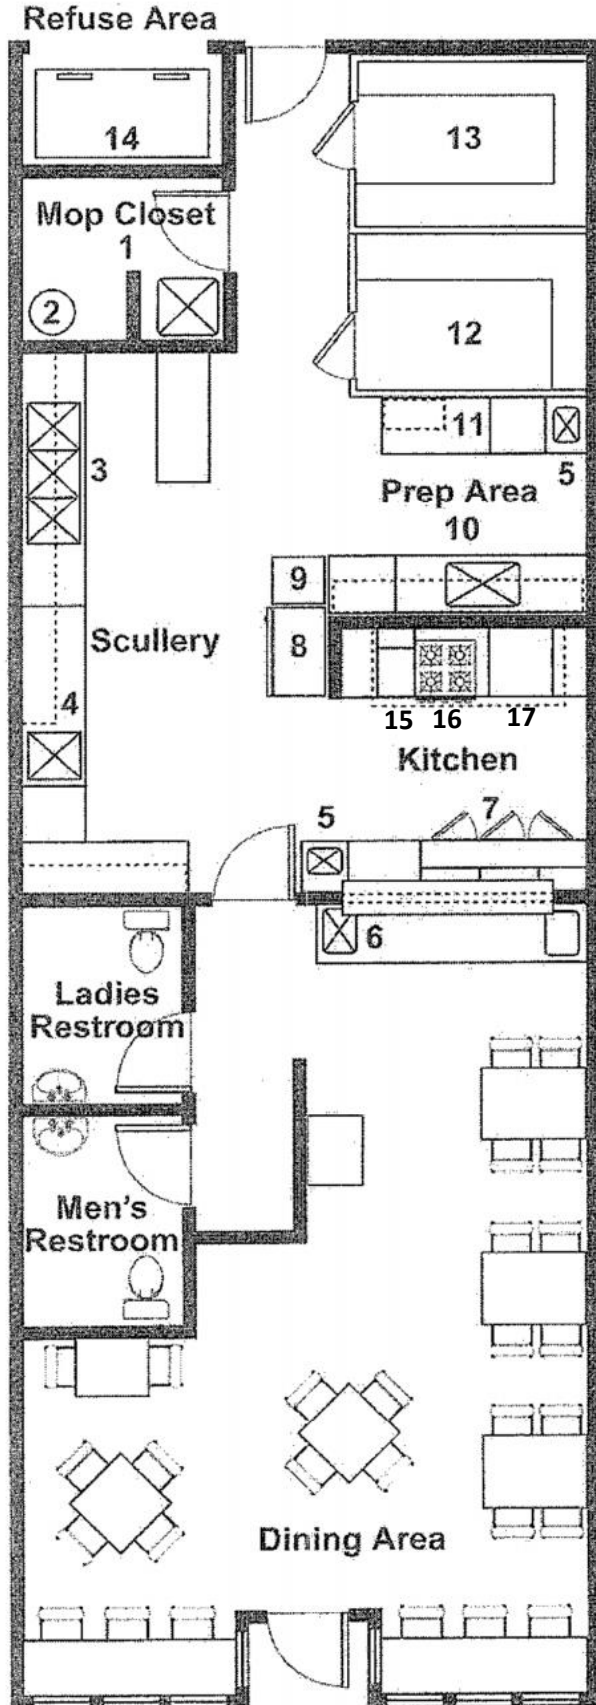 Refuse Area
14
13
Mop Closet
1
2
12
11
3
5
Prep Area
10
9
Scullery
8
4
15 16 17
Kitchen
7
5
6
Ladies
Restroom
Men's
Restroom
Dining Area